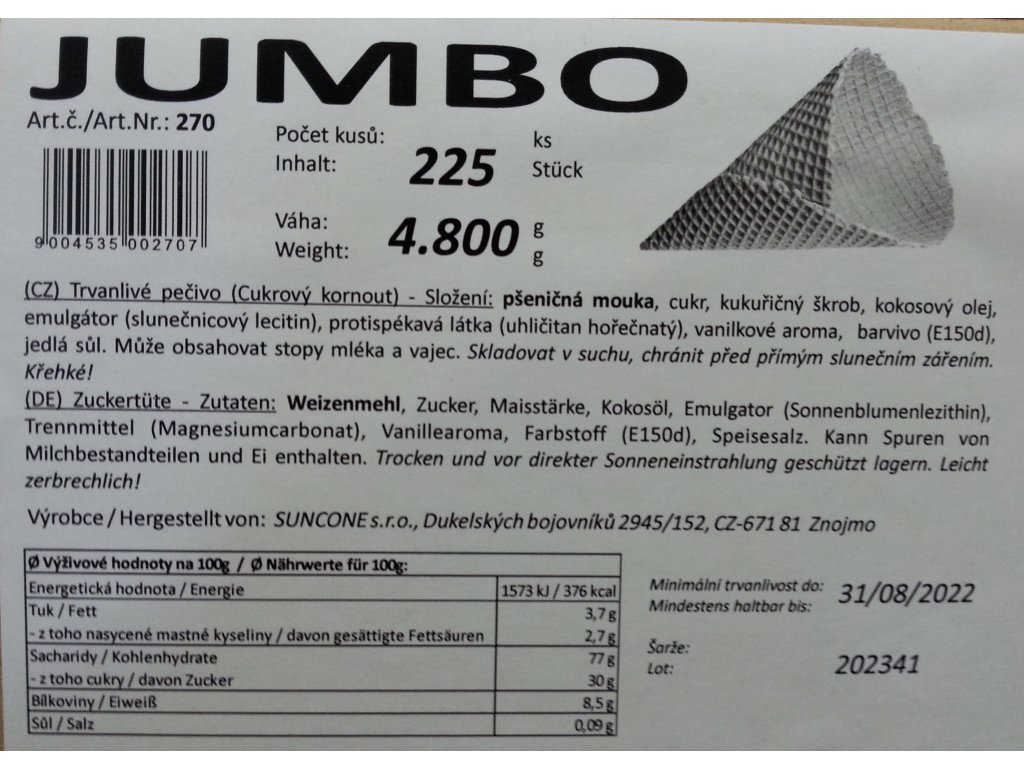 JUMBO
Art.č./Art.Nr.: 270
Počet kusů: 225 ks
Inhalt: Stück
9 004535 002707
Váha: 4.800 g
Weight: g
(CZ) Trvanlivé pečivo (Cukrový kornout) - Složení: pšeničná mouka, cukr, kukuřičný škrob, kokosový olej,
emulgátor (slunečnicový lecitin), protispékavá látka (uhličitan hořečnatý), vanilkové aroma, barvivo (E150d),
jedlá sůl. Může obsahovat stopy mléka a vajec. Skladovat v suchu, chránit před přímým slunečním zářením.
Křehké!
(DE) Zuckertüte - Zutaten: Weizenmehl, Zucker, Maisstärke, Kokosöl, Emulgator (Sonnenblumenlezithin),
Trennmittel (Magnesiumcarbonat), Vanillearoma, Farbstoff (E150d), Speisesalz. Kann Spuren von
Milchbestandteilen und Ei enthalten. Trocken und vor direkter Sonneneinstrahlung geschützt lagern. Leicht
zerbrechlich!
Výrobce / Hergestellt von: SUNCONE s.r.o., Dukelských bojovníků 2945/152, CZ-671 81 Znojmo
Ø Výživové hodnoty na 100g / Ø Nährwerte für 100g:
Energetická hodnota / Energie 1573 kJ / 376 kcal
Tuk / Fett 3,7 g
- z toho nasycené mastné kyseliny / davon gesättigte Fettsäuren 2,7 g
Sacharidy / Kohlenhydrate 77 g
- z toho cukry / davon Zucker 30 g
Bílkoviny / Eiweiß 8,5 g
Sůl / Salz 0,09 g
Minimální trvanlivost do: 31/08/2022
Mindestens haltbar bis:
Šarže:
Lot: 202341